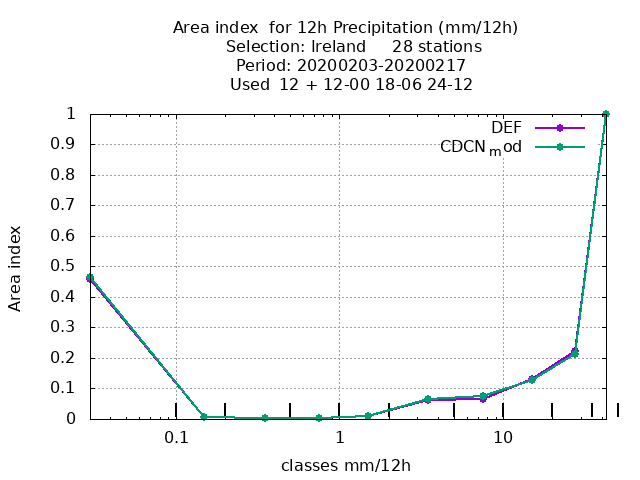 Area index  for 12h Precipitation (mm/12h)
Selection: Ireland     28 stations
Period: 20200203-20200217
Used  12 + 12-00 18-06 24-12
DEF
CDCN_mod
1
0.9
0.8
0.7
0.6
0.5
0.4
0.3
0.2
0.1
0
Area index
0.1 1 10
classes mm/12h